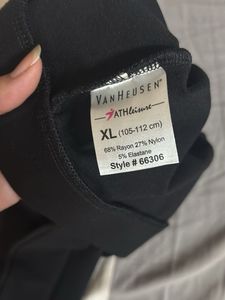 VANHEUSEN
ATHleisure
XL (105-112 cm)
68% Rayon 27% Nylon
5% Elastane
Style # 66306